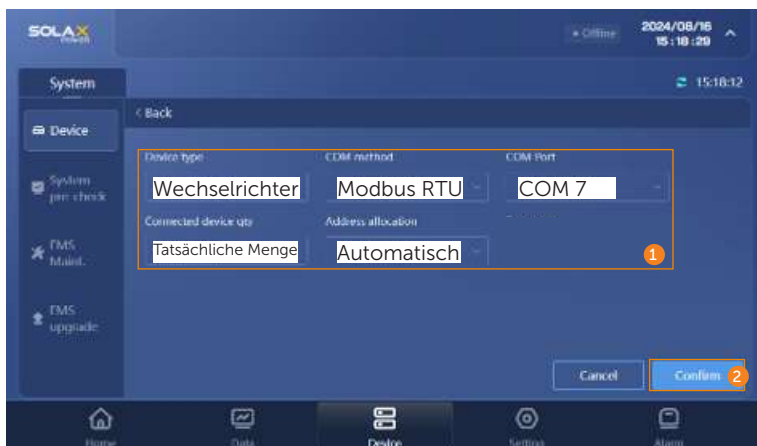 SOLAX
POWER
Offline
2024/08/16
15:18:29
System
15:18:12
< Back
Device
Device type
COM method
COM Port
Wechselrichter
Modbus RTU
COM 7
System
pre check
Connected device qty
Address allocation
Tatsächliche Menge
Automatisch
1
EMS
Maint.
EMS
upgrade
Cancel
Confirm
2
Home
Data
Device
Setting
Alarm